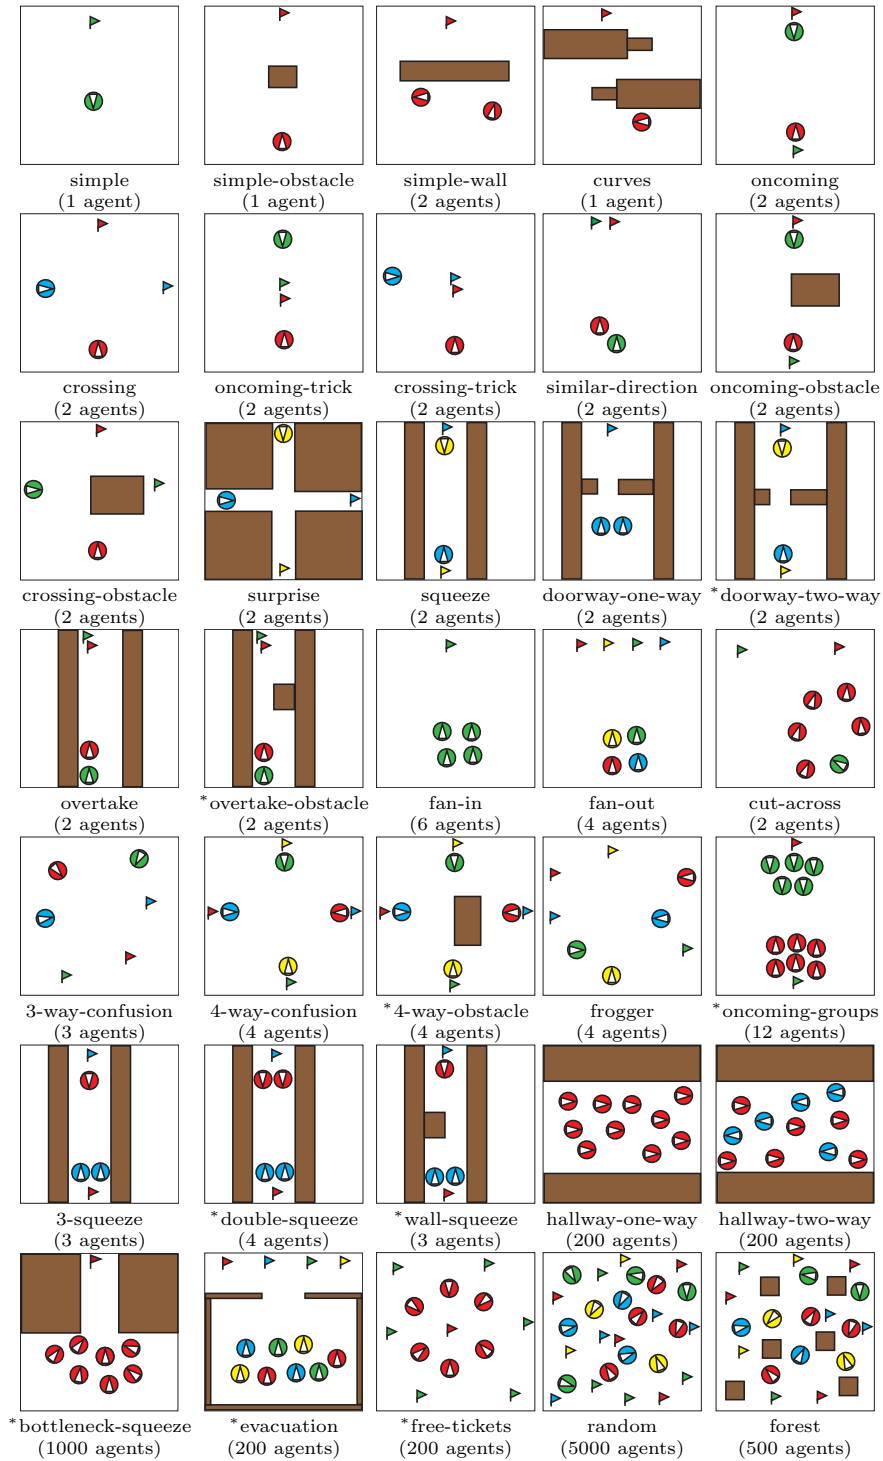 simple
(1 agent)
simple-obstacle
(1 agent)
simple-wall
(2 agents)
curves
(1 agent)
oncoming
(2 agents)
crossing
(2 agents)
oncoming-trick
(2 agents)
crossing-trick
(2 agents)
similar-direction
(2 agents)
oncoming-obstacle
(2 agents)
crossing-obstacle
(2 agents)
surprise
(2 agents)
squeeze
(2 agents)
doorway-one-way
(2 agents)
*doorway-two-way
(2 agents)
overtake
(2 agents)
*overtake-obstacle
(2 agents)
fan-in
(6 agents)
fan-out
(4 agents)
cut-across
(2 agents)
3-way-confusion
(3 agents)
4-way-confusion
(4 agents)
*4-way-obstacle
(4 agents)
frogger
(4 agents)
*oncoming-groups
(12 agents)
3-squeeze
(3 agents)
*double-squeeze
(4 agents)
*wall-squeeze
(3 agents)
hallway-one-way
(200 agents)
hallway-two-way
(200 agents)
*bottleneck-squeeze
(1000 agents)
*evacuation
(200 agents)
*free-tickets
(200 agents)
random
(5000 agents)
forest
(500 agents)